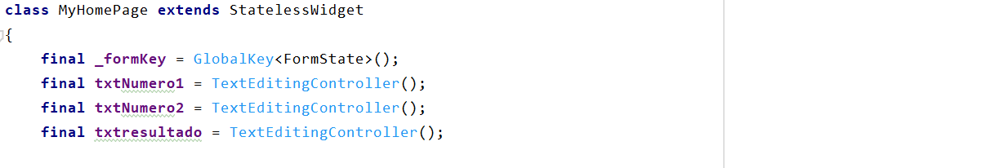 class MyHomePage extends StatelessWidget
{
    final _formKey = GlobalKey<FormState>();
    final txtNumero1 = TextEditingController();
    final txtNumero2 = TextEditingController();
    final txtresultado = TextEditingController();